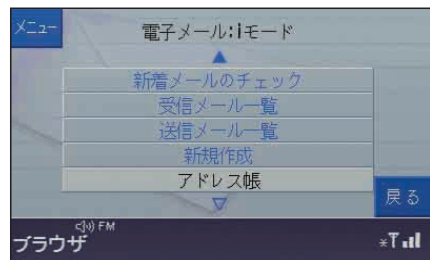 メニュー
電子メール:iモード
新着メールのチェック
受信メール一覧
送信メール一覧
新規作成
アドレス帳
戻る
FM
ブラウザ